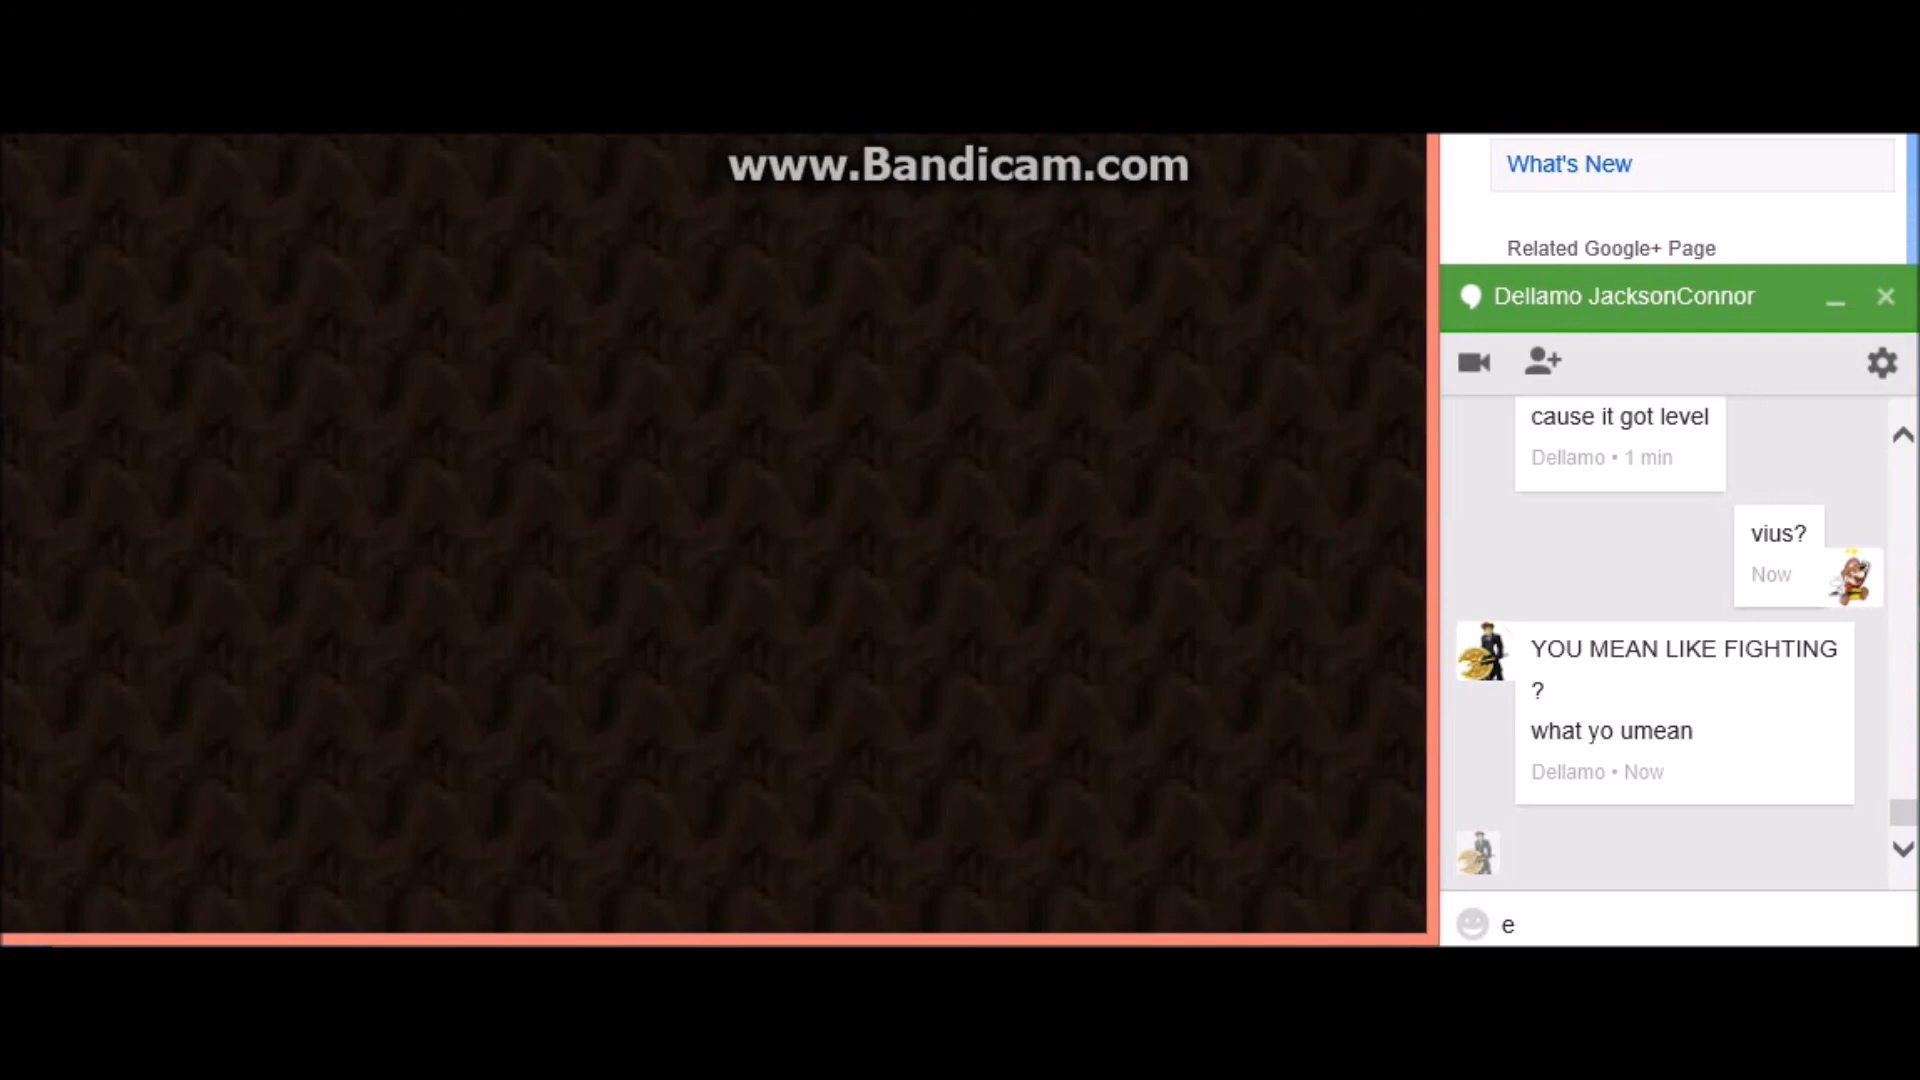 www.Bandicam.com
What's New
Related Google+ Page
Dellamo JacksonConnor
cause it got level
Dellamo • 1 min
vius?
Now
YOU MEAN LIKE FIGHTING
?
what yo umean
Dellamo • Now
e